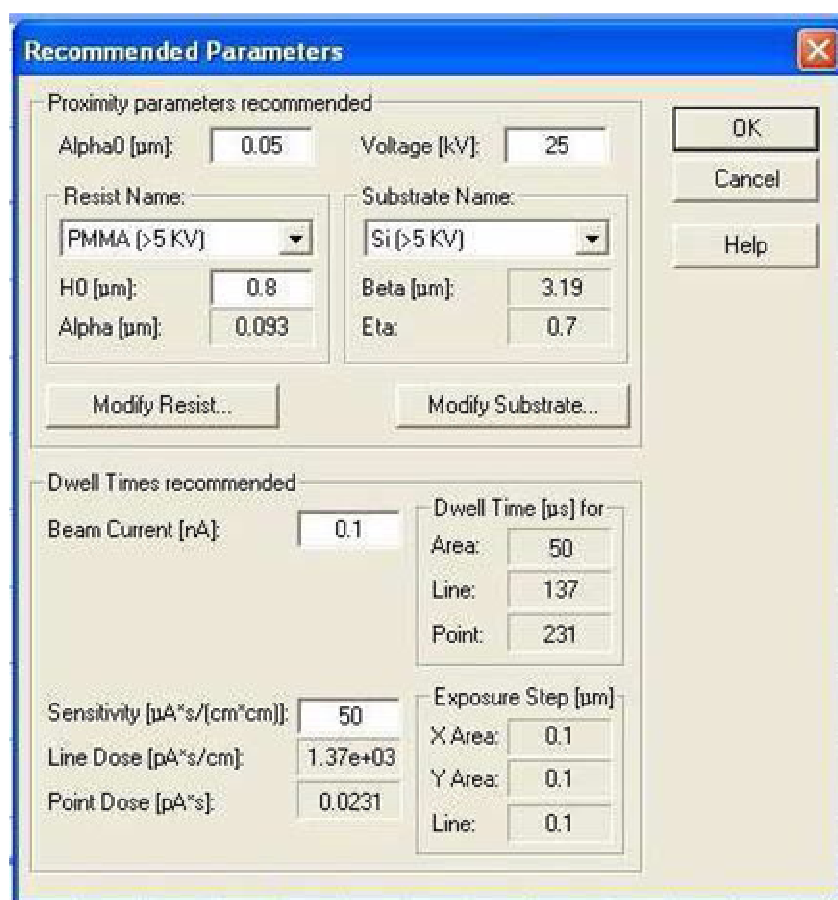 Recommended Parameters
Proximity parameters recommended
Alpha0 [µm]: 0.05 Voltage [kV]: 25
OK
Cancel
Help
Resist Name: Substrate Name:
PMMA (>5 KV) Si (>5 KV)
H0 [µm]: 0.8 Beta [µm]: 3.19
Alpha [µm]: 0.093 Eta: 0.7
Modify Resist... Modify Substrate...
Dwell Times recommended
Beam Current [nA]: 0.1
Dwell Time [µs] for
Area: 50
Line: 137
Point: 231
Sensitivity [µA*s/(cm*cm)]: 50
Line Dose [pA*s/cm]: 1.37e+03
Point Dose [pA*s]: 0.0231
Exposure Step [µm]
X Area: 0.1
Y Area: 0.1
Line: 0.1